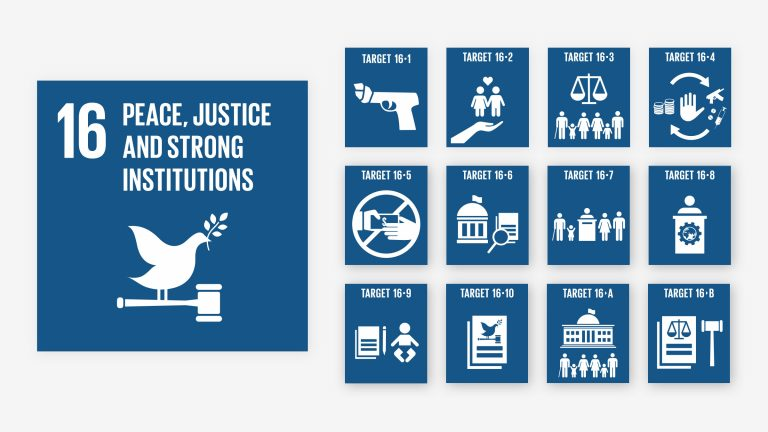 16
PEACE, JUSTICE
AND STRONG
INSTITUTIONS
TARGET 16·1
TARGET 16·2
TARGET 16·3
TARGET 16·4
TARGET 16·5
TARGET 16·6
TARGET 16·7
TARGET 16·8
TARGET 16·9
TARGET 16·10
TARGET 16·A
TARGET 16·B